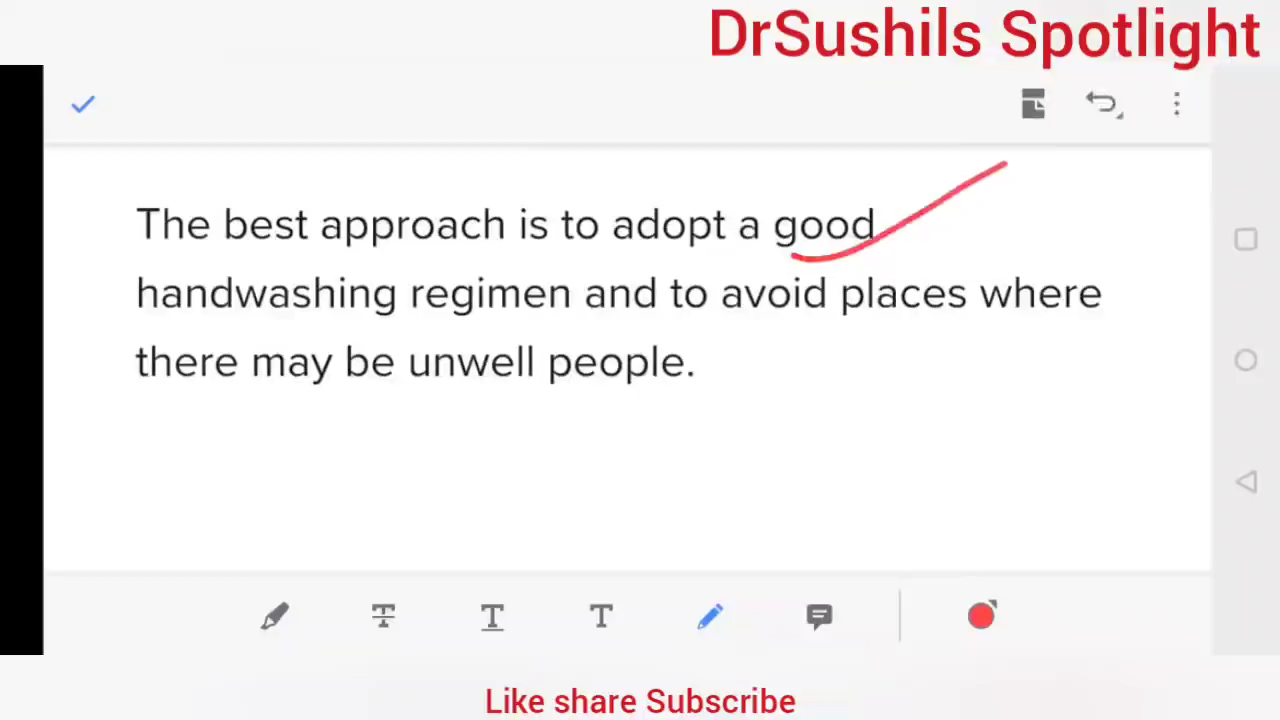 DrSushils Spotlight
The best approach is to adopt a good
handwashing regimen and to avoid places where
there may be unwell people.
Like share Subscribe